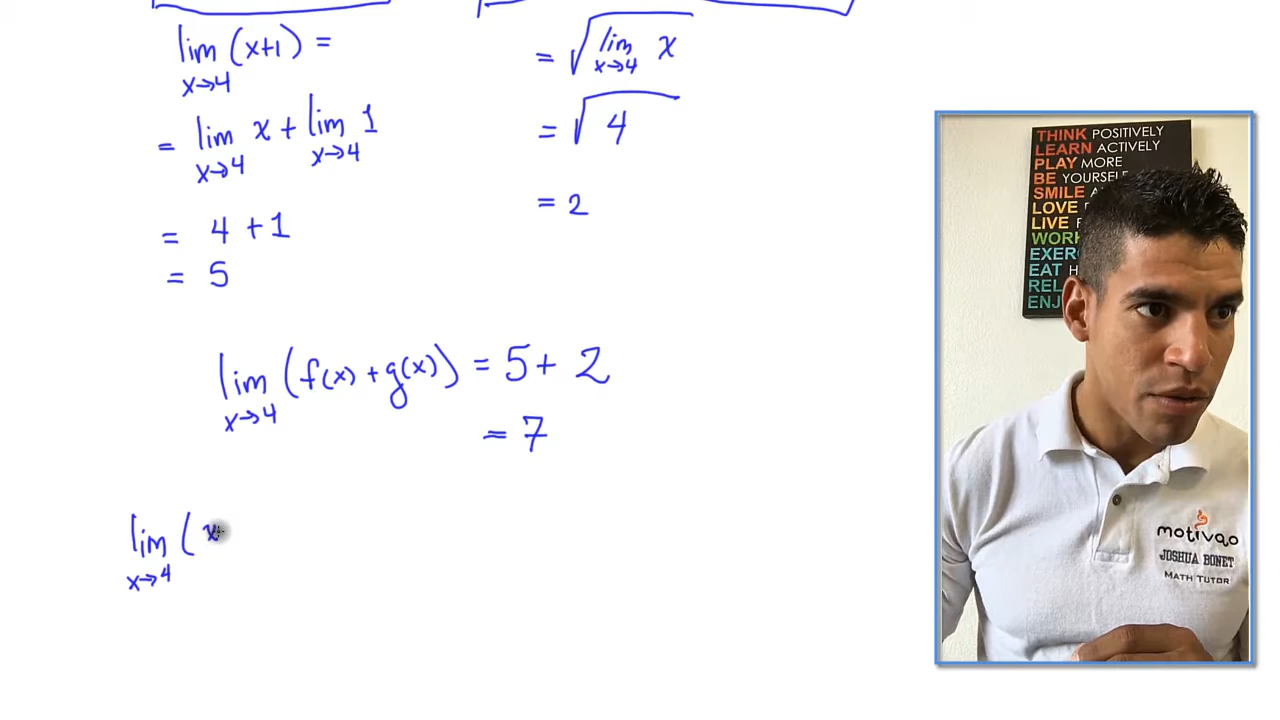 lim (x+1) =
x→4
= lim x + lim 1
x→4 x→4
= 4 + 1
= 5
= √ lim x
x→4
= √4
= 2
lim (f(x) + g(x)) = 5 + 2
x→4
= 7
lim ( x
x→4
THINK POSITIVELY
LEARN ACTIVELY
PLAY MORE
BE YOURSELF
SMILE
LOVE
LIVE
EAT
motivao
JOSHUA BONET
MATH TUTOR